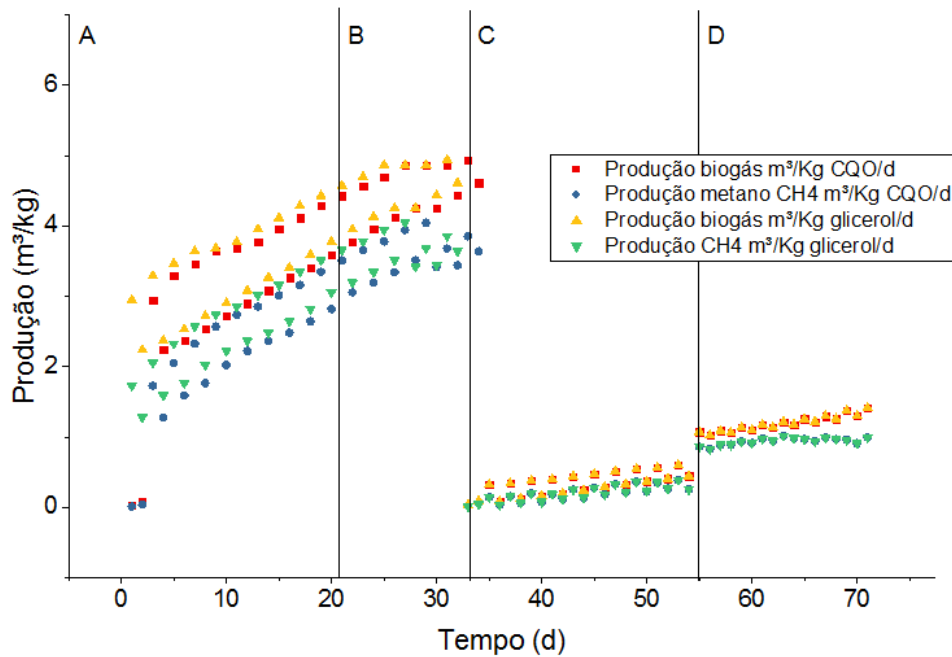 A
B
C
D
6
4
2
0
Produção (m³/kg)
Produção biogás m³/Kg CQO/d
Produção metano CH4 m³/Kg CQO/d
Produção biogás m³/Kg glicerol/d
Produção CH4 m³/Kg glicerol/d
0 10 20 30 40 50 60 70
Tempo (d)